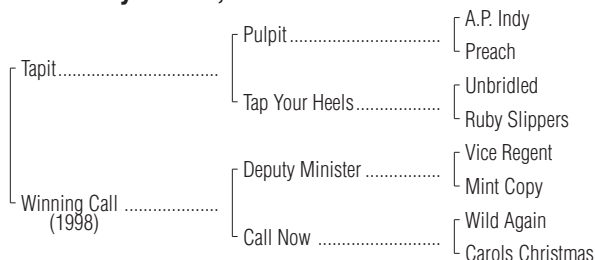 A.P. Indy
Pulpit
Preach
Tapit
Unbridled
Tap Your Heels
Ruby Slippers
Vice Regent
Deputy Minister
Mint Copy
Winning Call
(1998)
Wild Again
Call Now
Carols Christmas